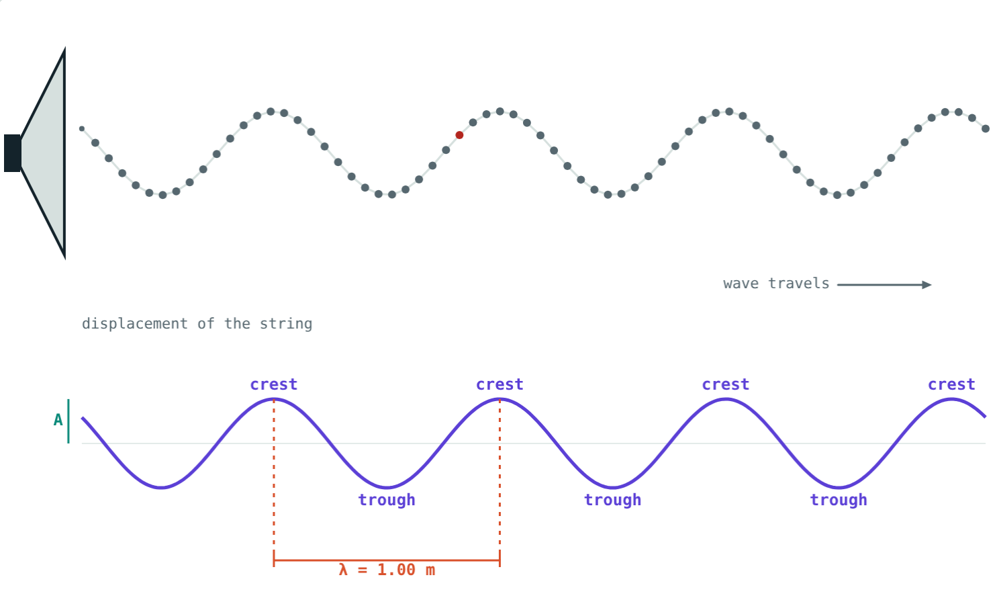 wave travels
displacement of the string
crest crest crest crest
A
trough trough trough
λ = 1.00 m